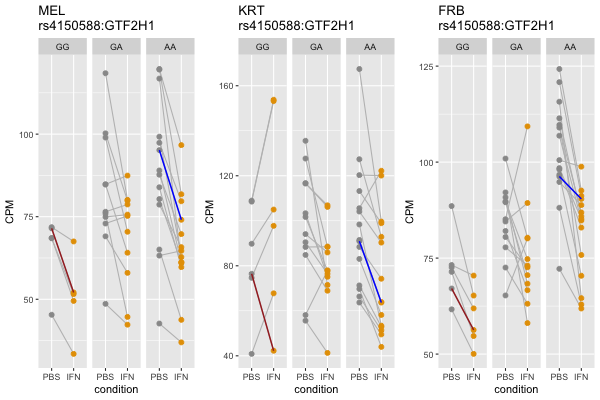 MEL
rs4150588:GTF2H1
GG GA AA
100
75
50
CPM
PBS IFN PBS IFN PBS IFN
condition
KRT
rs4150588:GTF2H1
GG GA AA
160
120
80
40
CPM
PBS IFN PBS IFN PBS IFN
condition
FRB
rs4150588:GTF2H1
GG GA AA
125
100
75
50
CPM
PBS IFN PBS IFN PBS IFN
condition